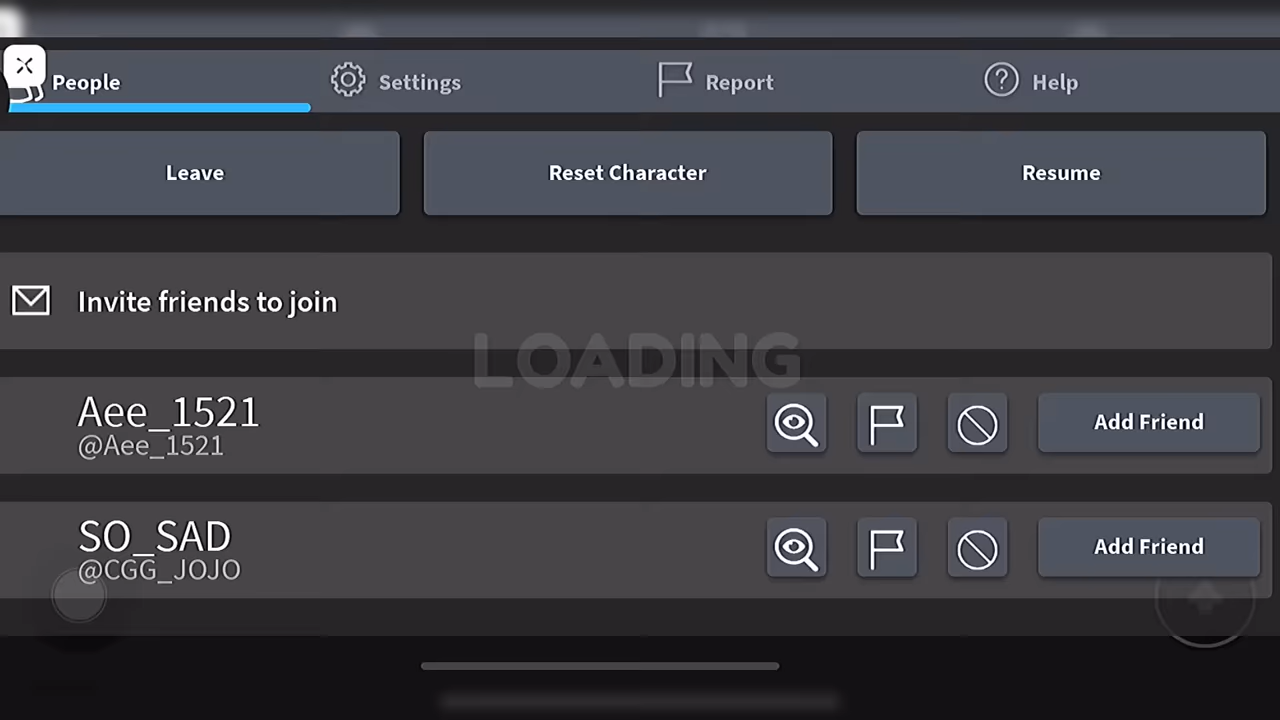 People
Settings
Report
Help
Leave
Reset Character
Resume
Invite friends to join
LOADING
Aee_1521
@Aee_1521
Add Friend
SO_SAD
@CGG_JOJO
Add Friend